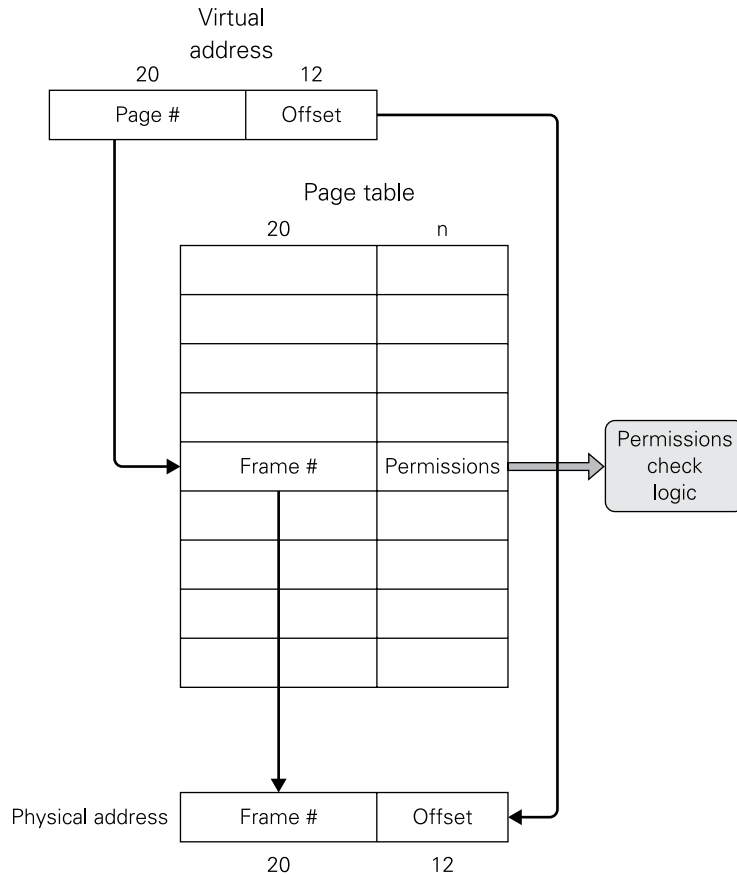 Virtual
address
20 12
Page # Offset
Page table
20 n
Frame # Permissions
Permissions
check
logic
Physical address Frame # Offset
20 12